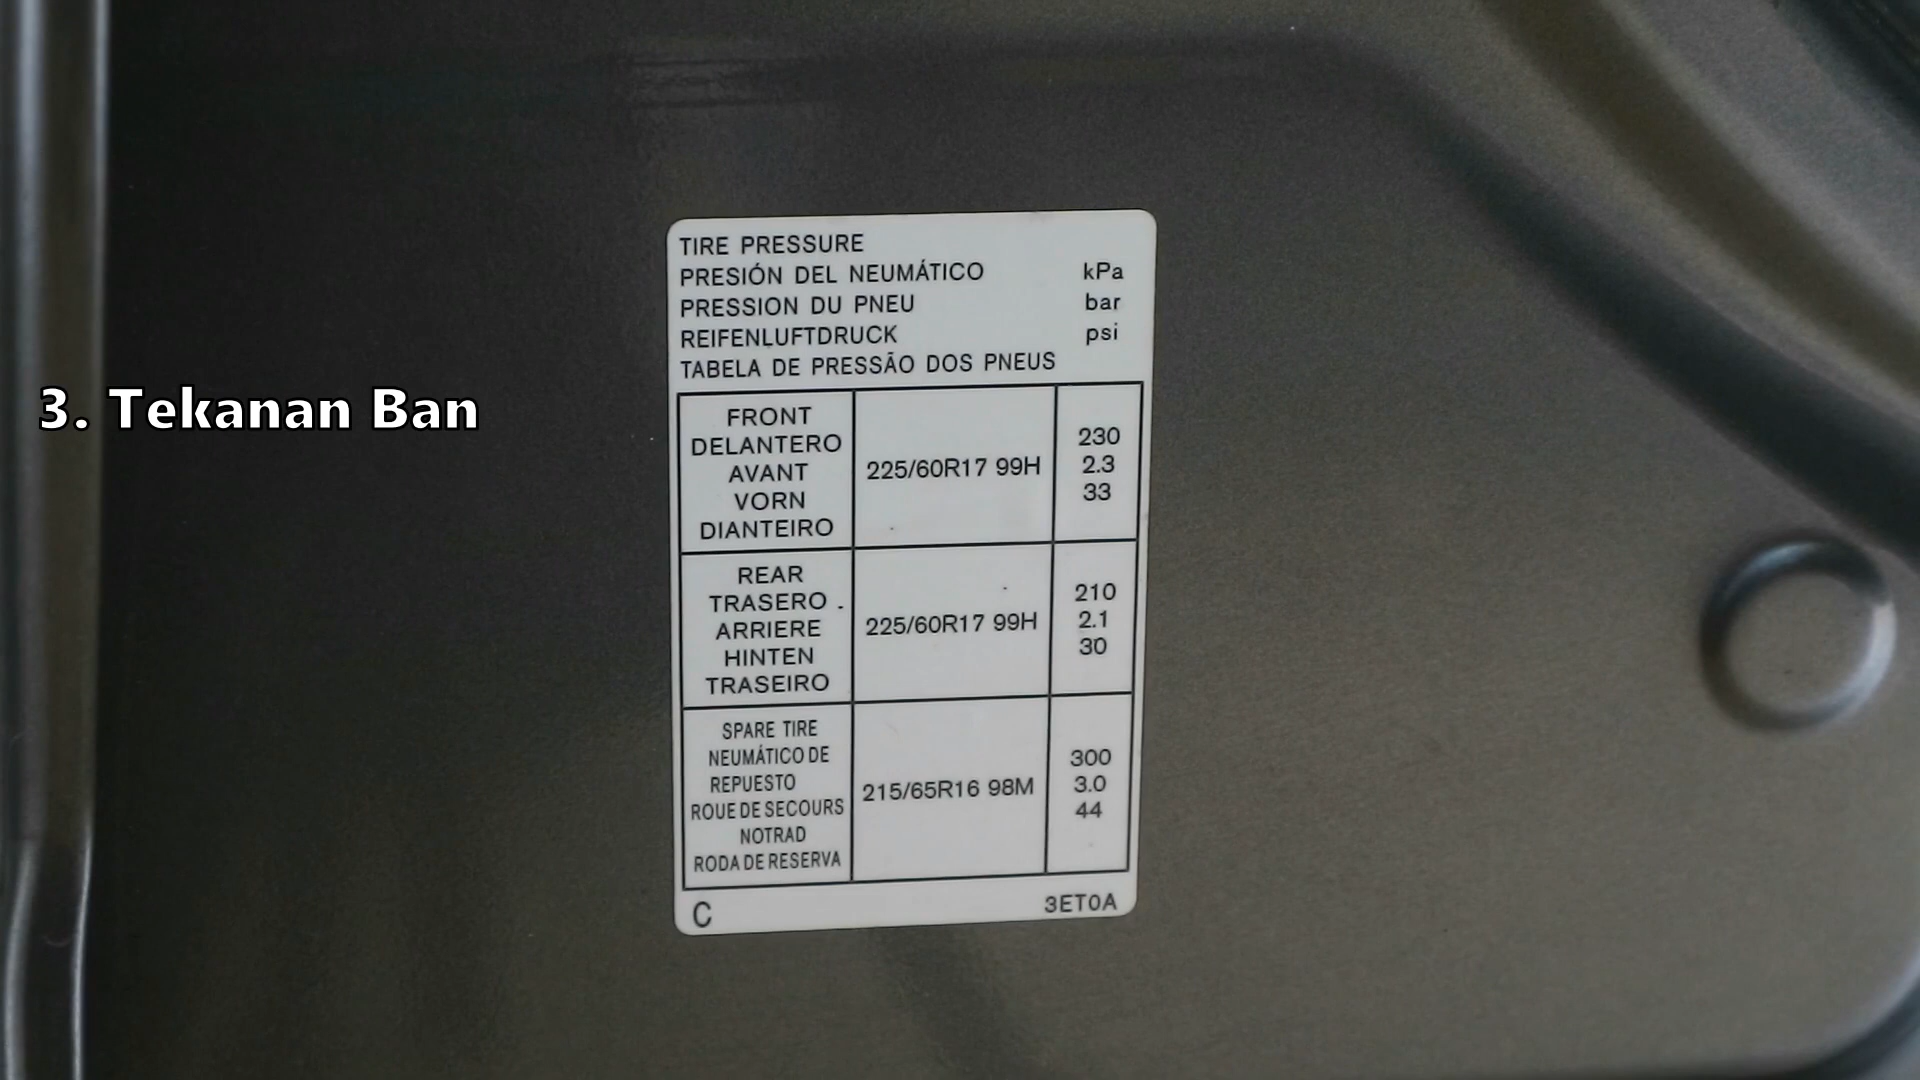 3. Tekanan Ban
TIRE PRESSURE
PRESIÓN DEL NEUMÁTICO kPa
PRESSION DU PNEU bar
REIFENLUFTDRUCK psi
TABELA DE PRESSÃO DOS PNEUS
FRONT
DELANTERO
AVANT
VORN
DIANTEIRO
225/60R17 99H
230
2.3
33
REAR
TRASERO
ARRIERE
HINTEN
TRASEIRO
225/60R17 99H
210
2.1
30
SPARE TIRE
NEUMÁTICO DE
REPUESTO
ROUE DE SECOURS
NOTRAD
RODA DE RESERVA
215/65R16 98M
300
3.0
44
C 3ET0A